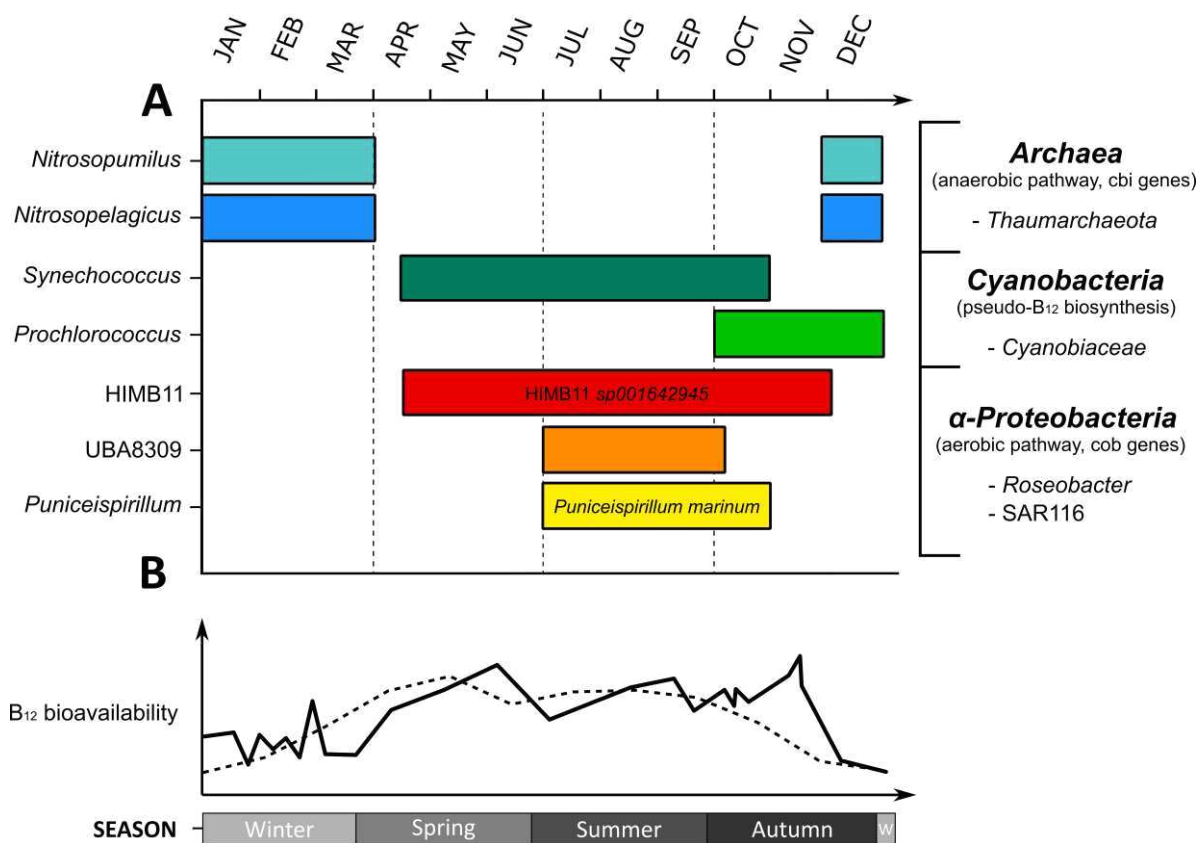 JAN FEB MAR APR MAY JUN JUL AUG SEP OCT NOV DEC
A
Nitrosopumilus
Nitrosopelagicus
Synechococcus
Prochlorococcus
HIMB11
HIMB11 sp001642945
UBA8309
Puniceispirillum
Puniceispirillum marinum
Archaea
(anaerobic pathway, cbi genes)
- Thaumarchaeota
Cyanobacteria
(pseudo-B₁₂ biosynthesis)
- Cyanobiaceae
α-Proteobacteria
(aerobic pathway, cob genes)
- Roseobacter
- SAR116
B
B₁₂ bioavailability
SEASON Winter Spring Summer Autumn W